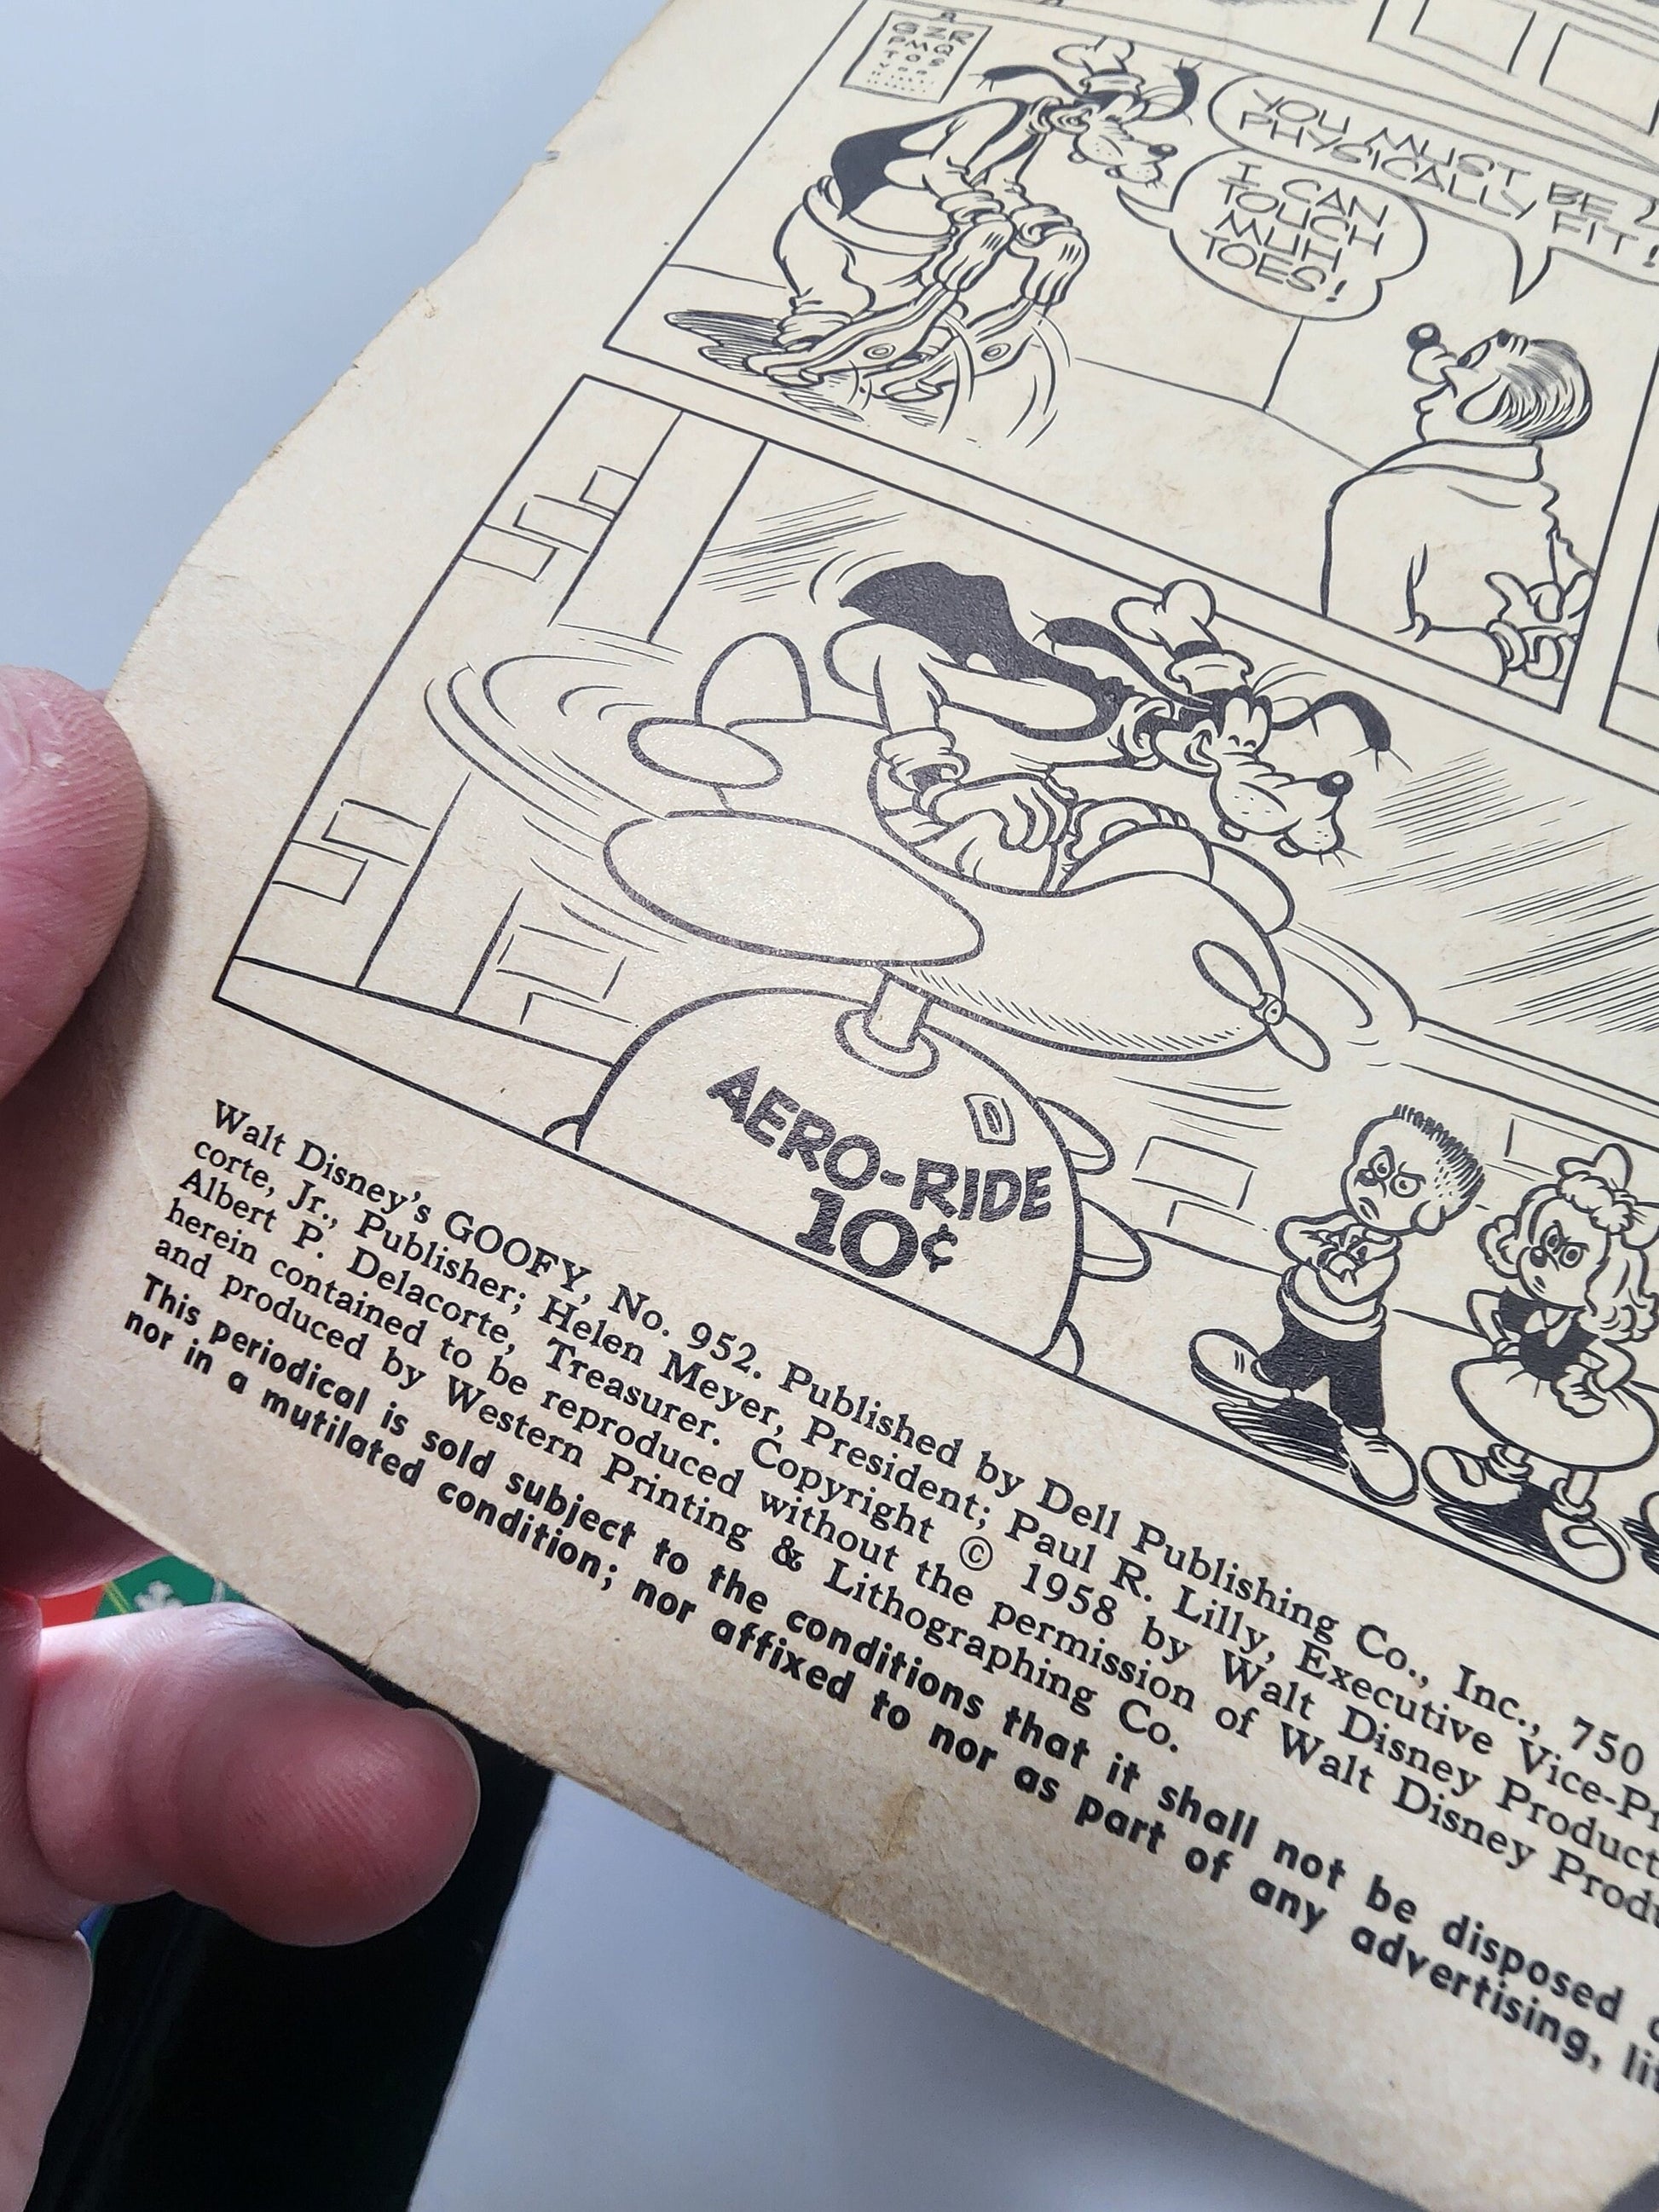 A
G Z R
P M Q
T O S
YOU MUST BE
PHYSICALLY FIT!
I CAN
TOUCH
MUH
TOES!
AERO-RIDE
10¢
Walt Disney's GOOFY, No. 952. Published by Dell Publishing Co., Inc., 750
corte, Jr., Publisher; Helen Meyer, President; Paul R. Lilly, Executive Vice-Pr
Albert P. Delacorte, Treasurer. Copyright © 1958 by Walt Disney Product
herein contained to be reproduced without the permission of Walt Disney Produ
and produced by Western Printing & Lithographing Co.
This periodical is sold subject to the conditions that it shall not be disposed
nor in a mutilated condition; nor affixed to nor as part of any advertising, lit